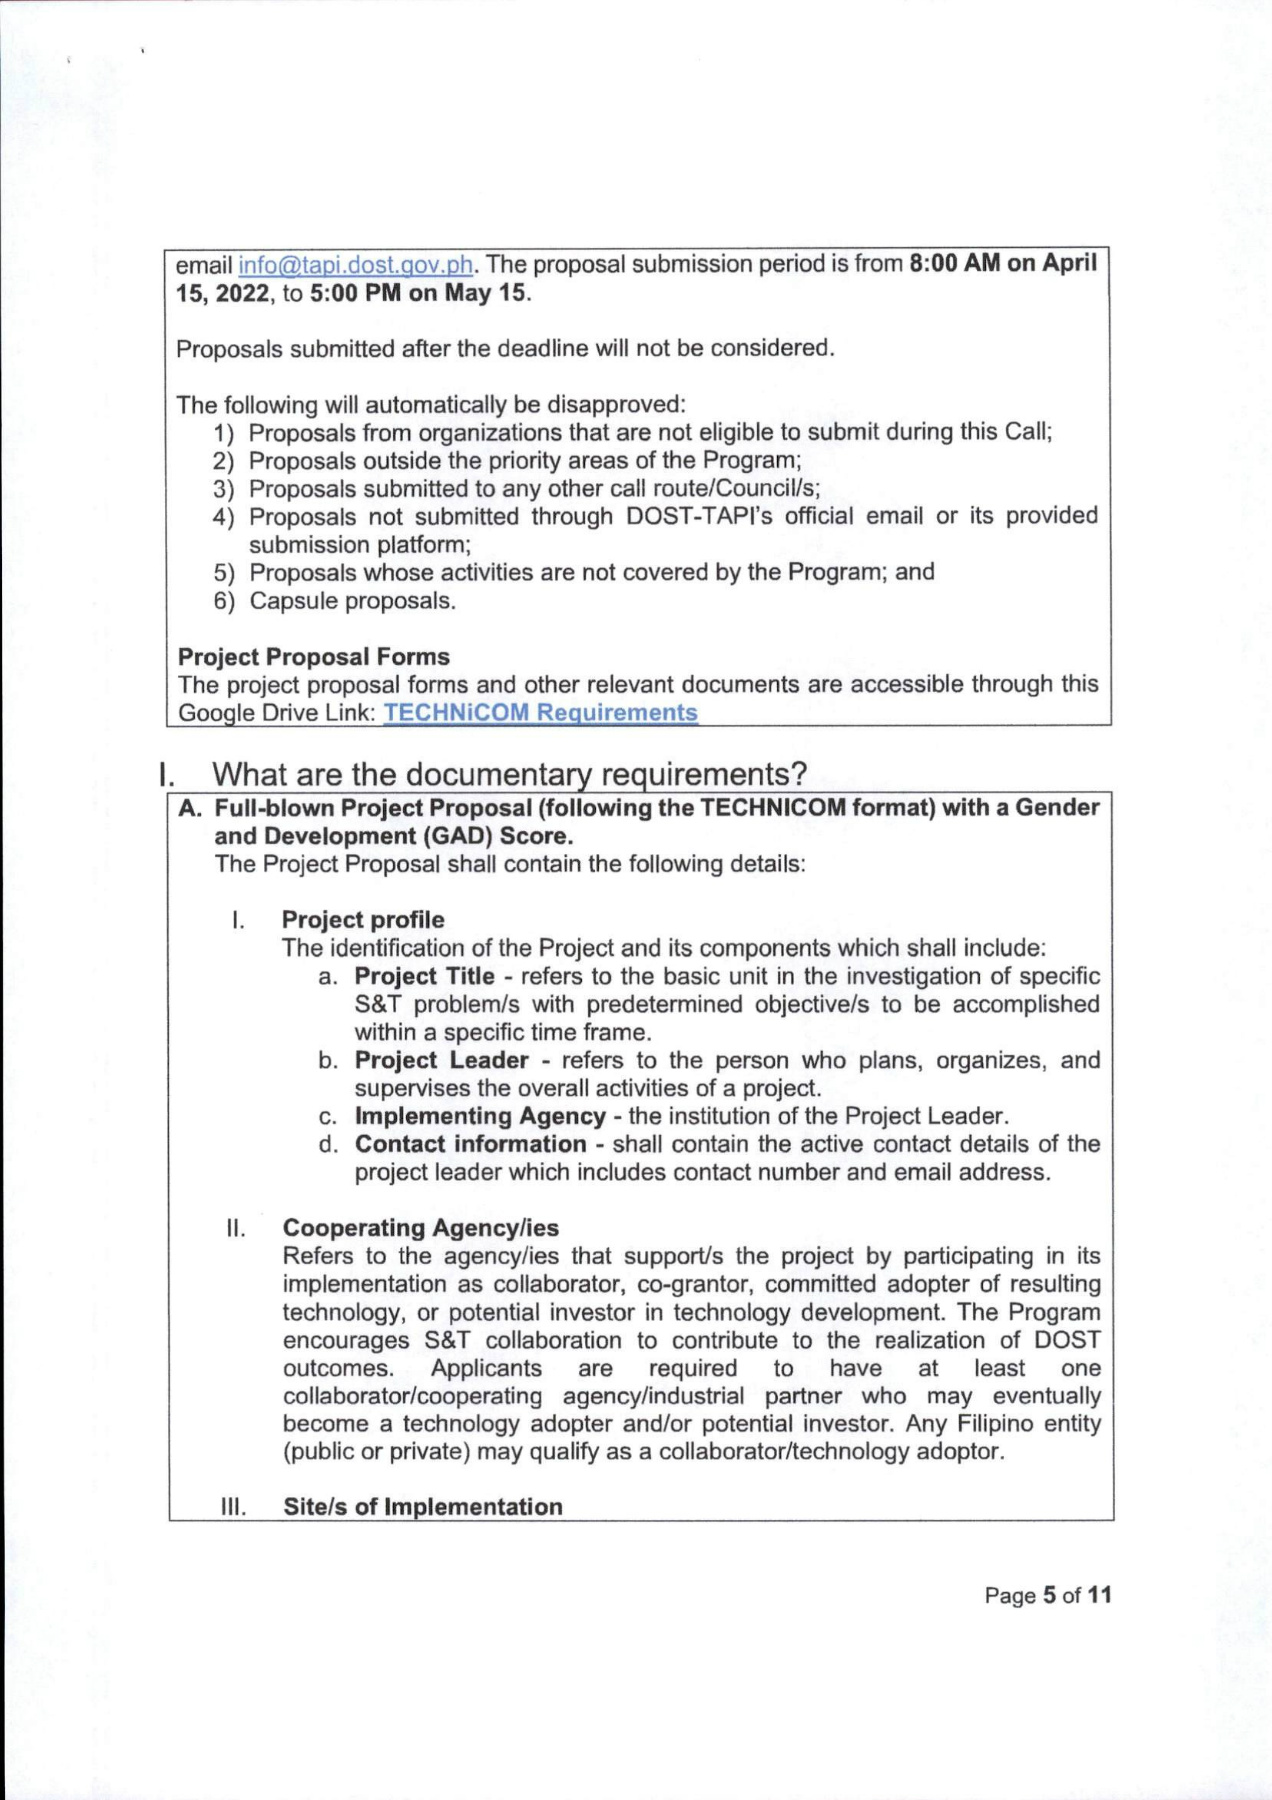 email info@tapi.dost.gov.ph. The proposal submission period is from 8:00 AM on April
15, 2022, to 5:00 PM on May 15.
Proposals submitted after the deadline will not be considered.
The following will automatically be disapproved:
1) Proposals from organizations that are not eligible to submit during this Call;
2) Proposals outside the priority areas of the Program;
3) Proposals submitted to any other call route/Council/s;
4) Proposals not submitted through DOST-TAPI's official email or its provided
submission platform;
5) Proposals whose activities are not covered by the Program; and
6) Capsule proposals.
Project Proposal Forms
The project proposal forms and other relevant documents are accessible through this
Google Drive Link: TECHNiCOM Requirements
I. What are the documentary requirements?
A. Full-blown Project Proposal (following the TECHNICOM format) with a Gender
and Development (GAD) Score.
The Project Proposal shall contain the following details:
I. Project profile
The identification of the Project and its components which shall include:
a. Project Title - refers to the basic unit in the investigation of specific
S&T problem/s with predetermined objective/s to be accomplished
within a specific time frame.
b. Project Leader - refers to the person who plans, organizes, and
supervises the overall activities of a project.
c. Implementing Agency - the institution of the Project Leader.
d. Contact information - shall contain the active contact details of the
project leader which includes contact number and email address.
II. Cooperating Agency/ies
Refers to the agency/ies that support/s the project by participating in its
implementation as collaborator, co-grantor, committed adopter of resulting
technology, or potential investor in technology development. The Program
encourages S&T collaboration to contribute to the realization of DOST
outcomes. Applicants are required to have at least one
collaborator/cooperating agency/industrial partner who may eventually
become a technology adopter and/or potential investor. Any Filipino entity
(public or private) may qualify as a collaborator/technology adoptor.
III. Site/s of Implementation
Page 5 of 11